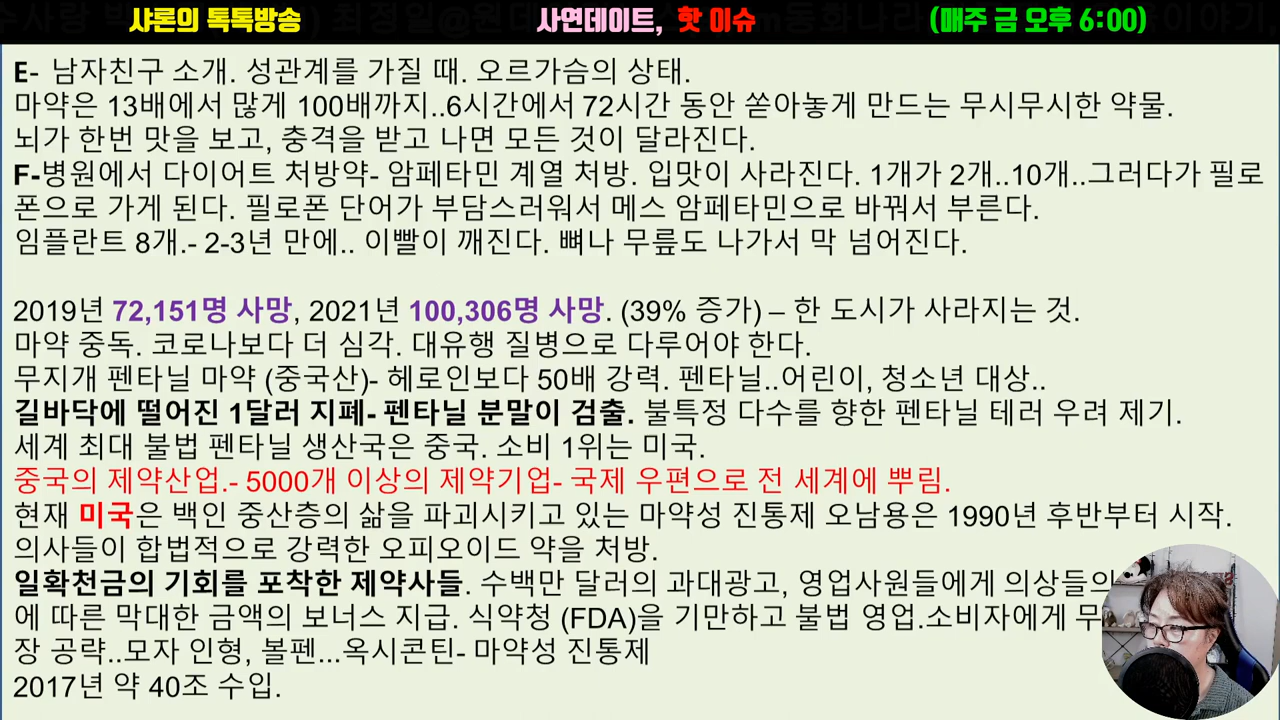 샤론의 톡톡방송 사연데이트, 핫 이슈 (매주 금 오후 6:00)
E- 남자친구 소개. 성관계를 가질 때. 오르가슴의 상태.
마약은 13배에서 많게 100배까지..6시간에서 72시간 동안 쏟아놓게 만드는 무시무시한 약물.
뇌가 한번 맛을 보고, 충격을 받고 나면 모든 것이 달라진다.
F-병원에서 다이어트 처방약- 암페타민 계열 처방. 입맛이 사라진다. 1개가 2개..10개..그러다가 필로
폰으로 가게 된다. 필로폰 단어가 부담스러워서 메스 암페타민으로 바꿔서 부른다.
임플란트 8개.- 2-3년 만에.. 이빨이 깨진다. 뼈나 무릎도 나가서 막 넘어진다.
2019년 72,151명 사망, 2021년 100,306명 사망. (39% 증가) – 한 도시가 사라지는 것.
마약 중독. 코로나보다 더 심각. 대유행 질병으로 다루어야 한다.
무지개 펜타닐 마약 (중국산)- 헤로인보다 50배 강력. 펜타닐..어린이, 청소년 대상..
길바닥에 떨어진 1달러 지폐- 펜타닐 분말이 검출. 불특정 다수를 향한 펜타닐 테러 우려 제기.
세계 최대 불법 펜타닐 생산국은 중국. 소비 1위는 미국.
중국의 제약산업.- 5000개 이상의 제약기업- 국제 우편으로 전 세계에 뿌림.
현재 미국은 백인 중산층의 삶을 파괴시키고 있는 마약성 진통제 오남용은 1990년 후반부터 시작.
의사들이 합법적으로 강력한 오피오이드 약을 처방.
일확천금의 기회를 포착한 제약사들. 수백만 달러의 과대광고, 영업사원들에게 의상들의
에 따른 막대한 금액의 보너스 지급. 식약청 (FDA)을 기만하고 불법 영업.소비자에게 무
장 공략..모자 인형, 볼펜...옥시콘틴- 마약성 진통제
2017년 약 40조 수입.